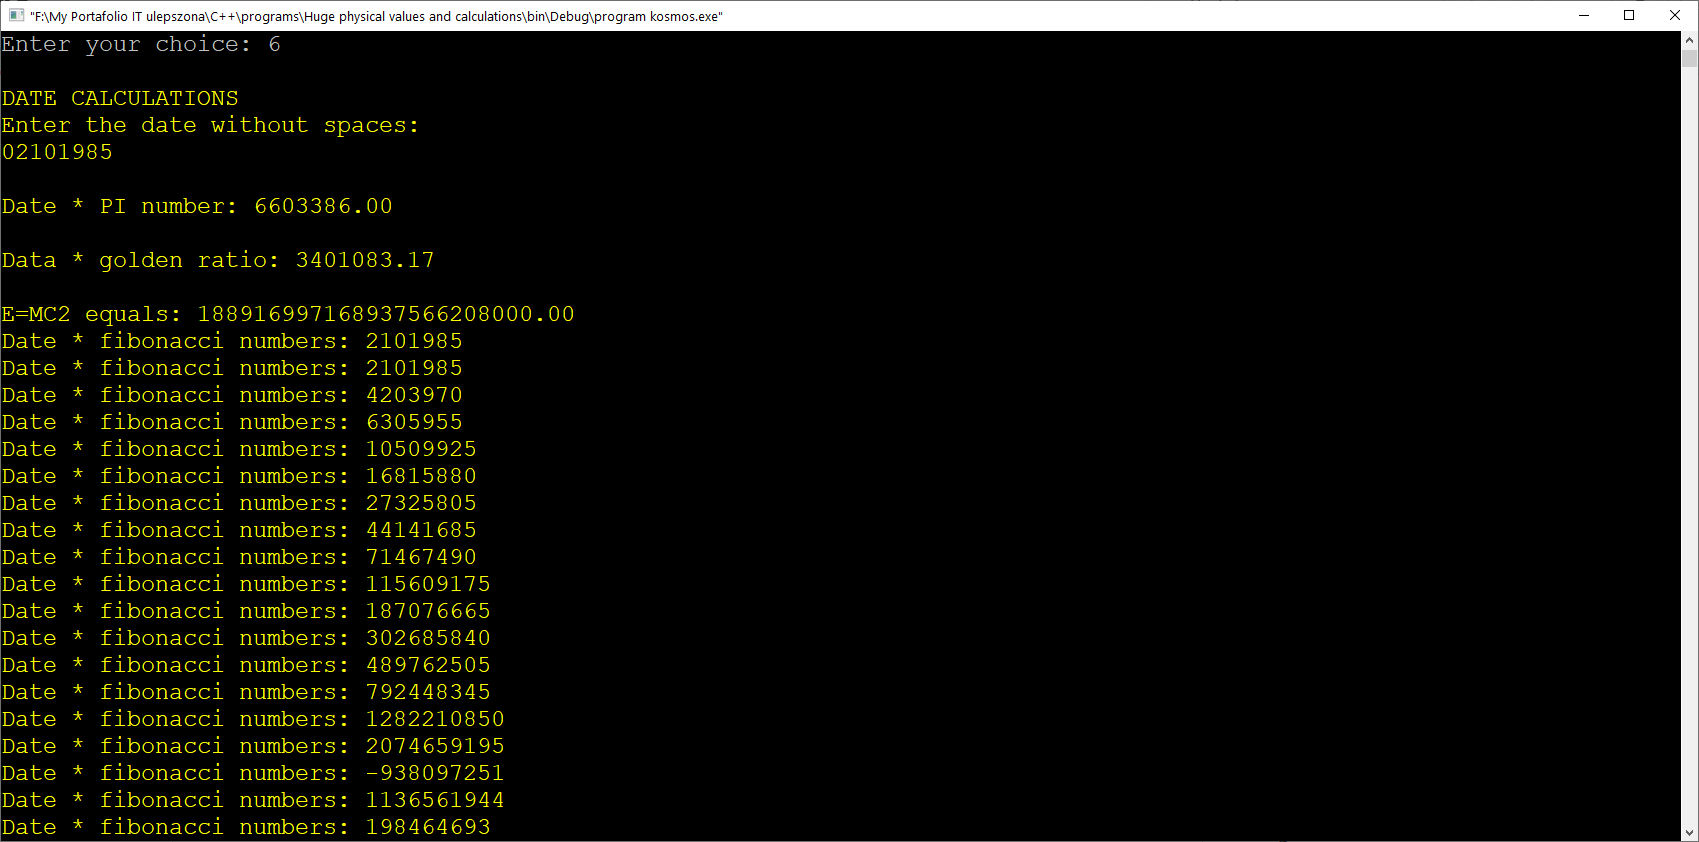 "F:\My Portafolio IT ulepszona\C++\programs\Huge physical values and calculations\bin\Debug\program kosmos.exe"
Enter your choice: 6
DATE CALCULATIONS
Enter the date without spaces:
02101985
Date * PI number: 6603386.00
Data * golden ratio: 3401083.17
E=MC2 equals: 188916997168937566208000.00
Date * fibonacci numbers: 2101985
Date * fibonacci numbers: 2101985
Date * fibonacci numbers: 4203970
Date * fibonacci numbers: 6305955
Date * fibonacci numbers: 10509925
Date * fibonacci numbers: 16815880
Date * fibonacci numbers: 27325805
Date * fibonacci numbers: 44141685
Date * fibonacci numbers: 71467490
Date * fibonacci numbers: 115609175
Date * fibonacci numbers: 187076665
Date * fibonacci numbers: 302685840
Date * fibonacci numbers: 489762505
Date * fibonacci numbers: 792448345
Date * fibonacci numbers: 1282210850
Date * fibonacci numbers: 2074659195
Date * fibonacci numbers: -938097251
Date * fibonacci numbers: 1136561944
Date * fibonacci numbers: 198464693